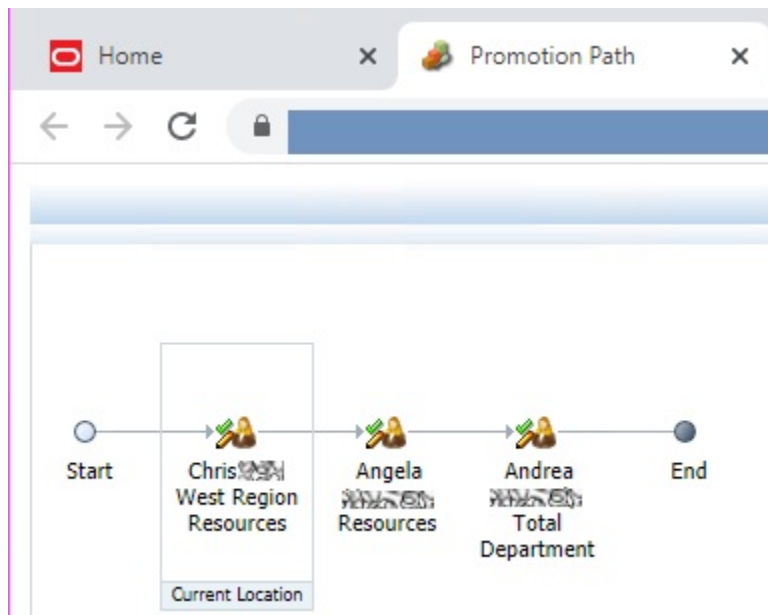 Home
Promotion Path
Start
Chris
West Region
Resources
Angela
Resources
Andrea
Total
Department
End
Current Location